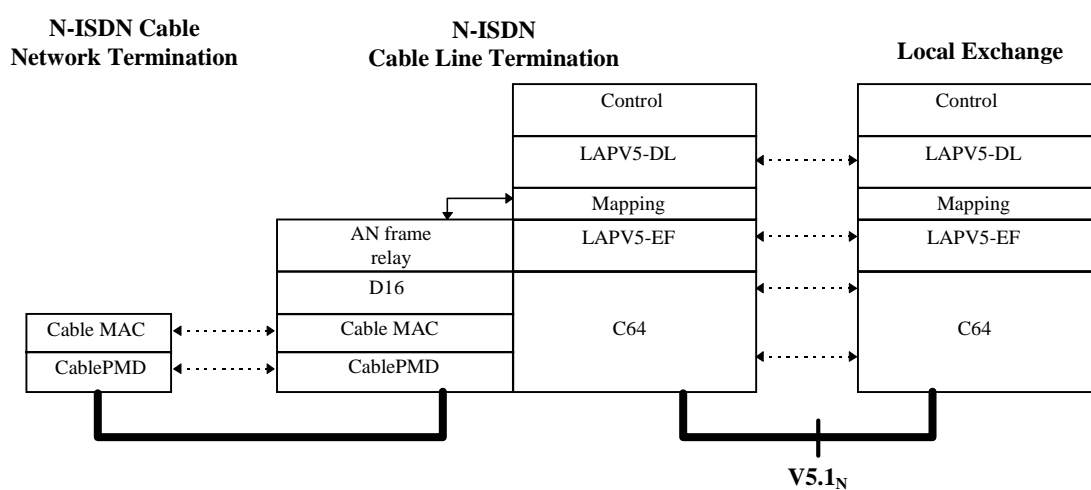 N-ISDN Cable
Network Termination
N-ISDN
Cable Line Termination
Local Exchange
Control
Control
LAPV5-DL
LAPV5-DL
Mapping
Mapping
AN frame
relay
LAPV5-EF
LAPV5-EF
D16
Cable MAC
Cable MAC
C64
C64
CablePMD
CablePMD
V5.1N